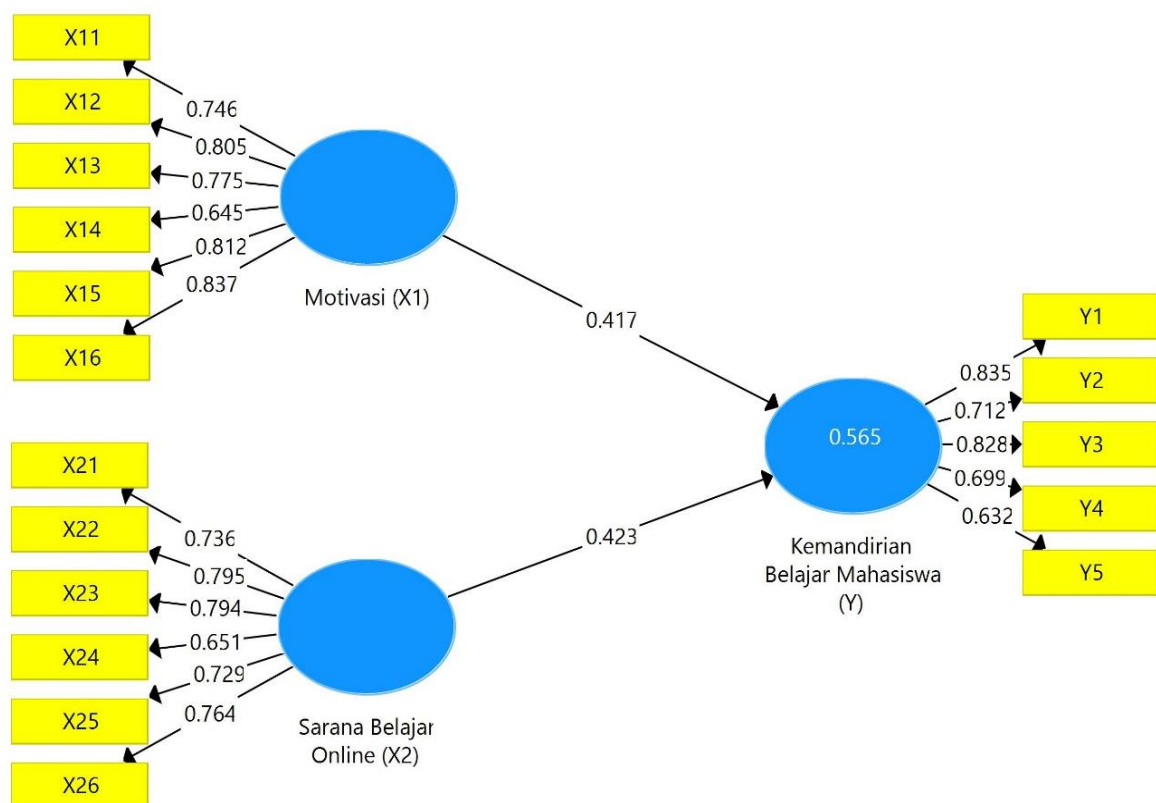 X11
X12
X13
X14
X15
X16
0.746
0.805
0.775
0.645
0.812
0.837
Motivasi (X1)
0.417
X21
X22
X23
X24
X25
X26
0.736
0.795
0.794
0.651
0.729
0.764
Sarana Belajar
Online (X2)
0.423
0.565
Kemandirian
Belajar Mahasiswa
(Y)
0.835
0.712
0.828
0.699
0.632
Y1
Y2
Y3
Y4
Y5